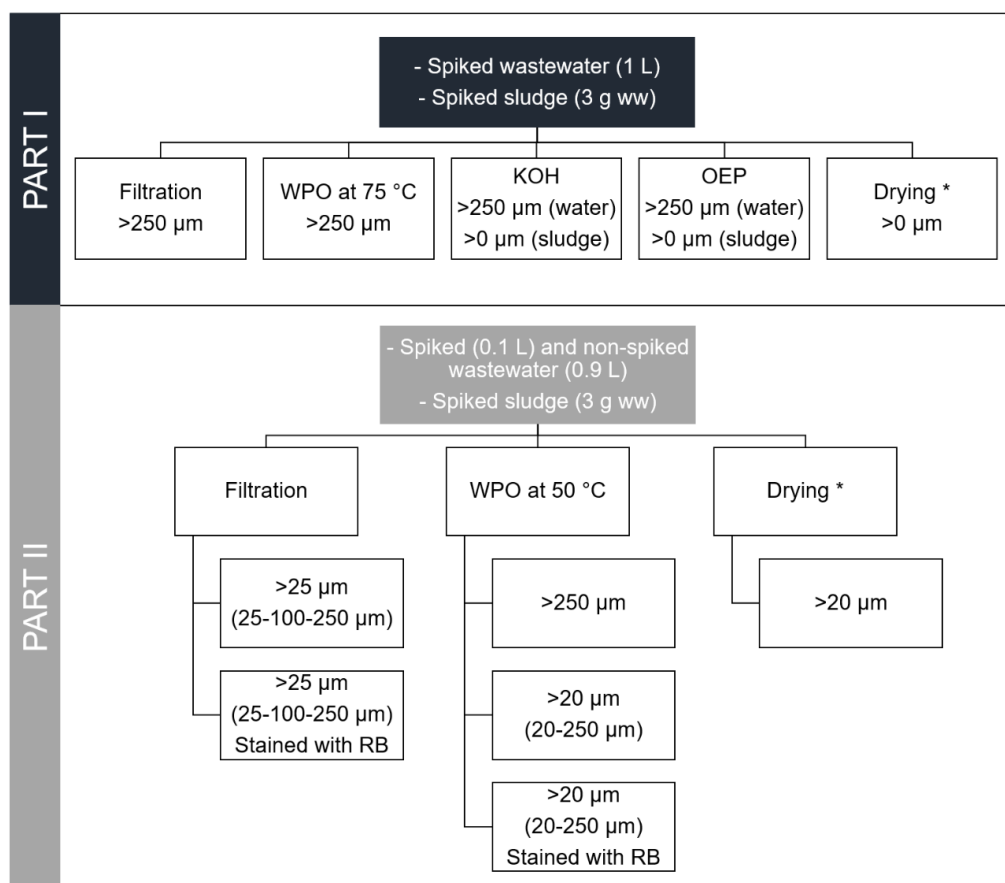 PART I
- Spiked wastewater (1 L)
- Spiked sludge (3 g ww)
Filtration
>250 µm
WPO at 75 °C
>250 µm
KOH
>250 µm (water)
>0 µm (sludge)
OEP
>250 µm (water)
>0 µm (sludge)
Drying *
>0 µm
PART II
- Spiked (0.1 L) and non-spiked
wastewater (0.9 L)
- Spiked sludge (3 g ww)
Filtration
>25 µm
(25-100-250 µm)
>25 µm
(25-100-250 µm)
Stained with RB
WPO at 50 °C
>250 µm
>20 µm
(20-250 µm)
>20 µm
(20-250 µm)
Stained with RB
Drying *
>20 µm